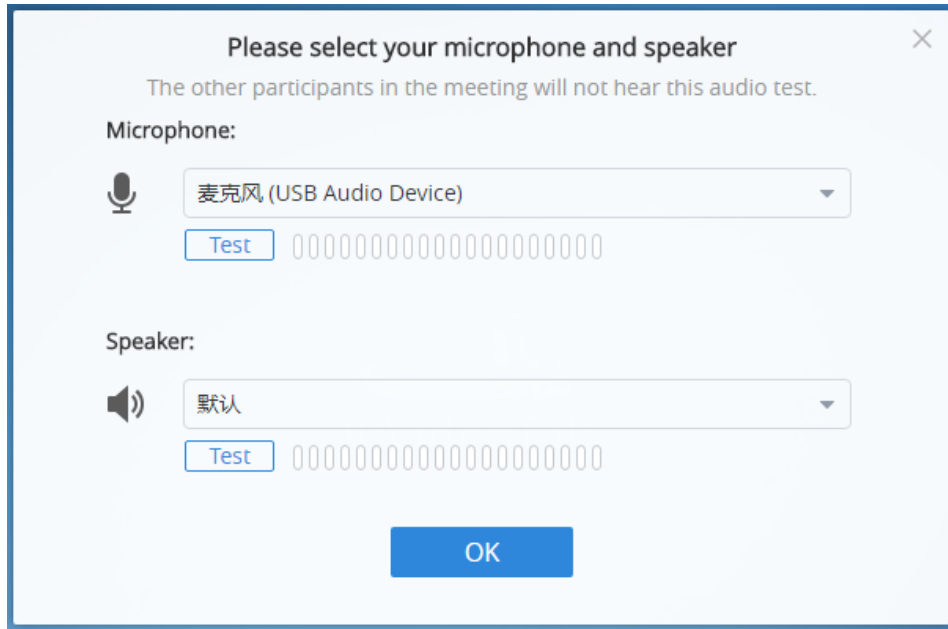 Please select your microphone and speaker
The other participants in the meeting will not hear this audio test.
Microphone:
麦克风 (USB Audio Device)
Test
Speaker:
默认
Test
OK